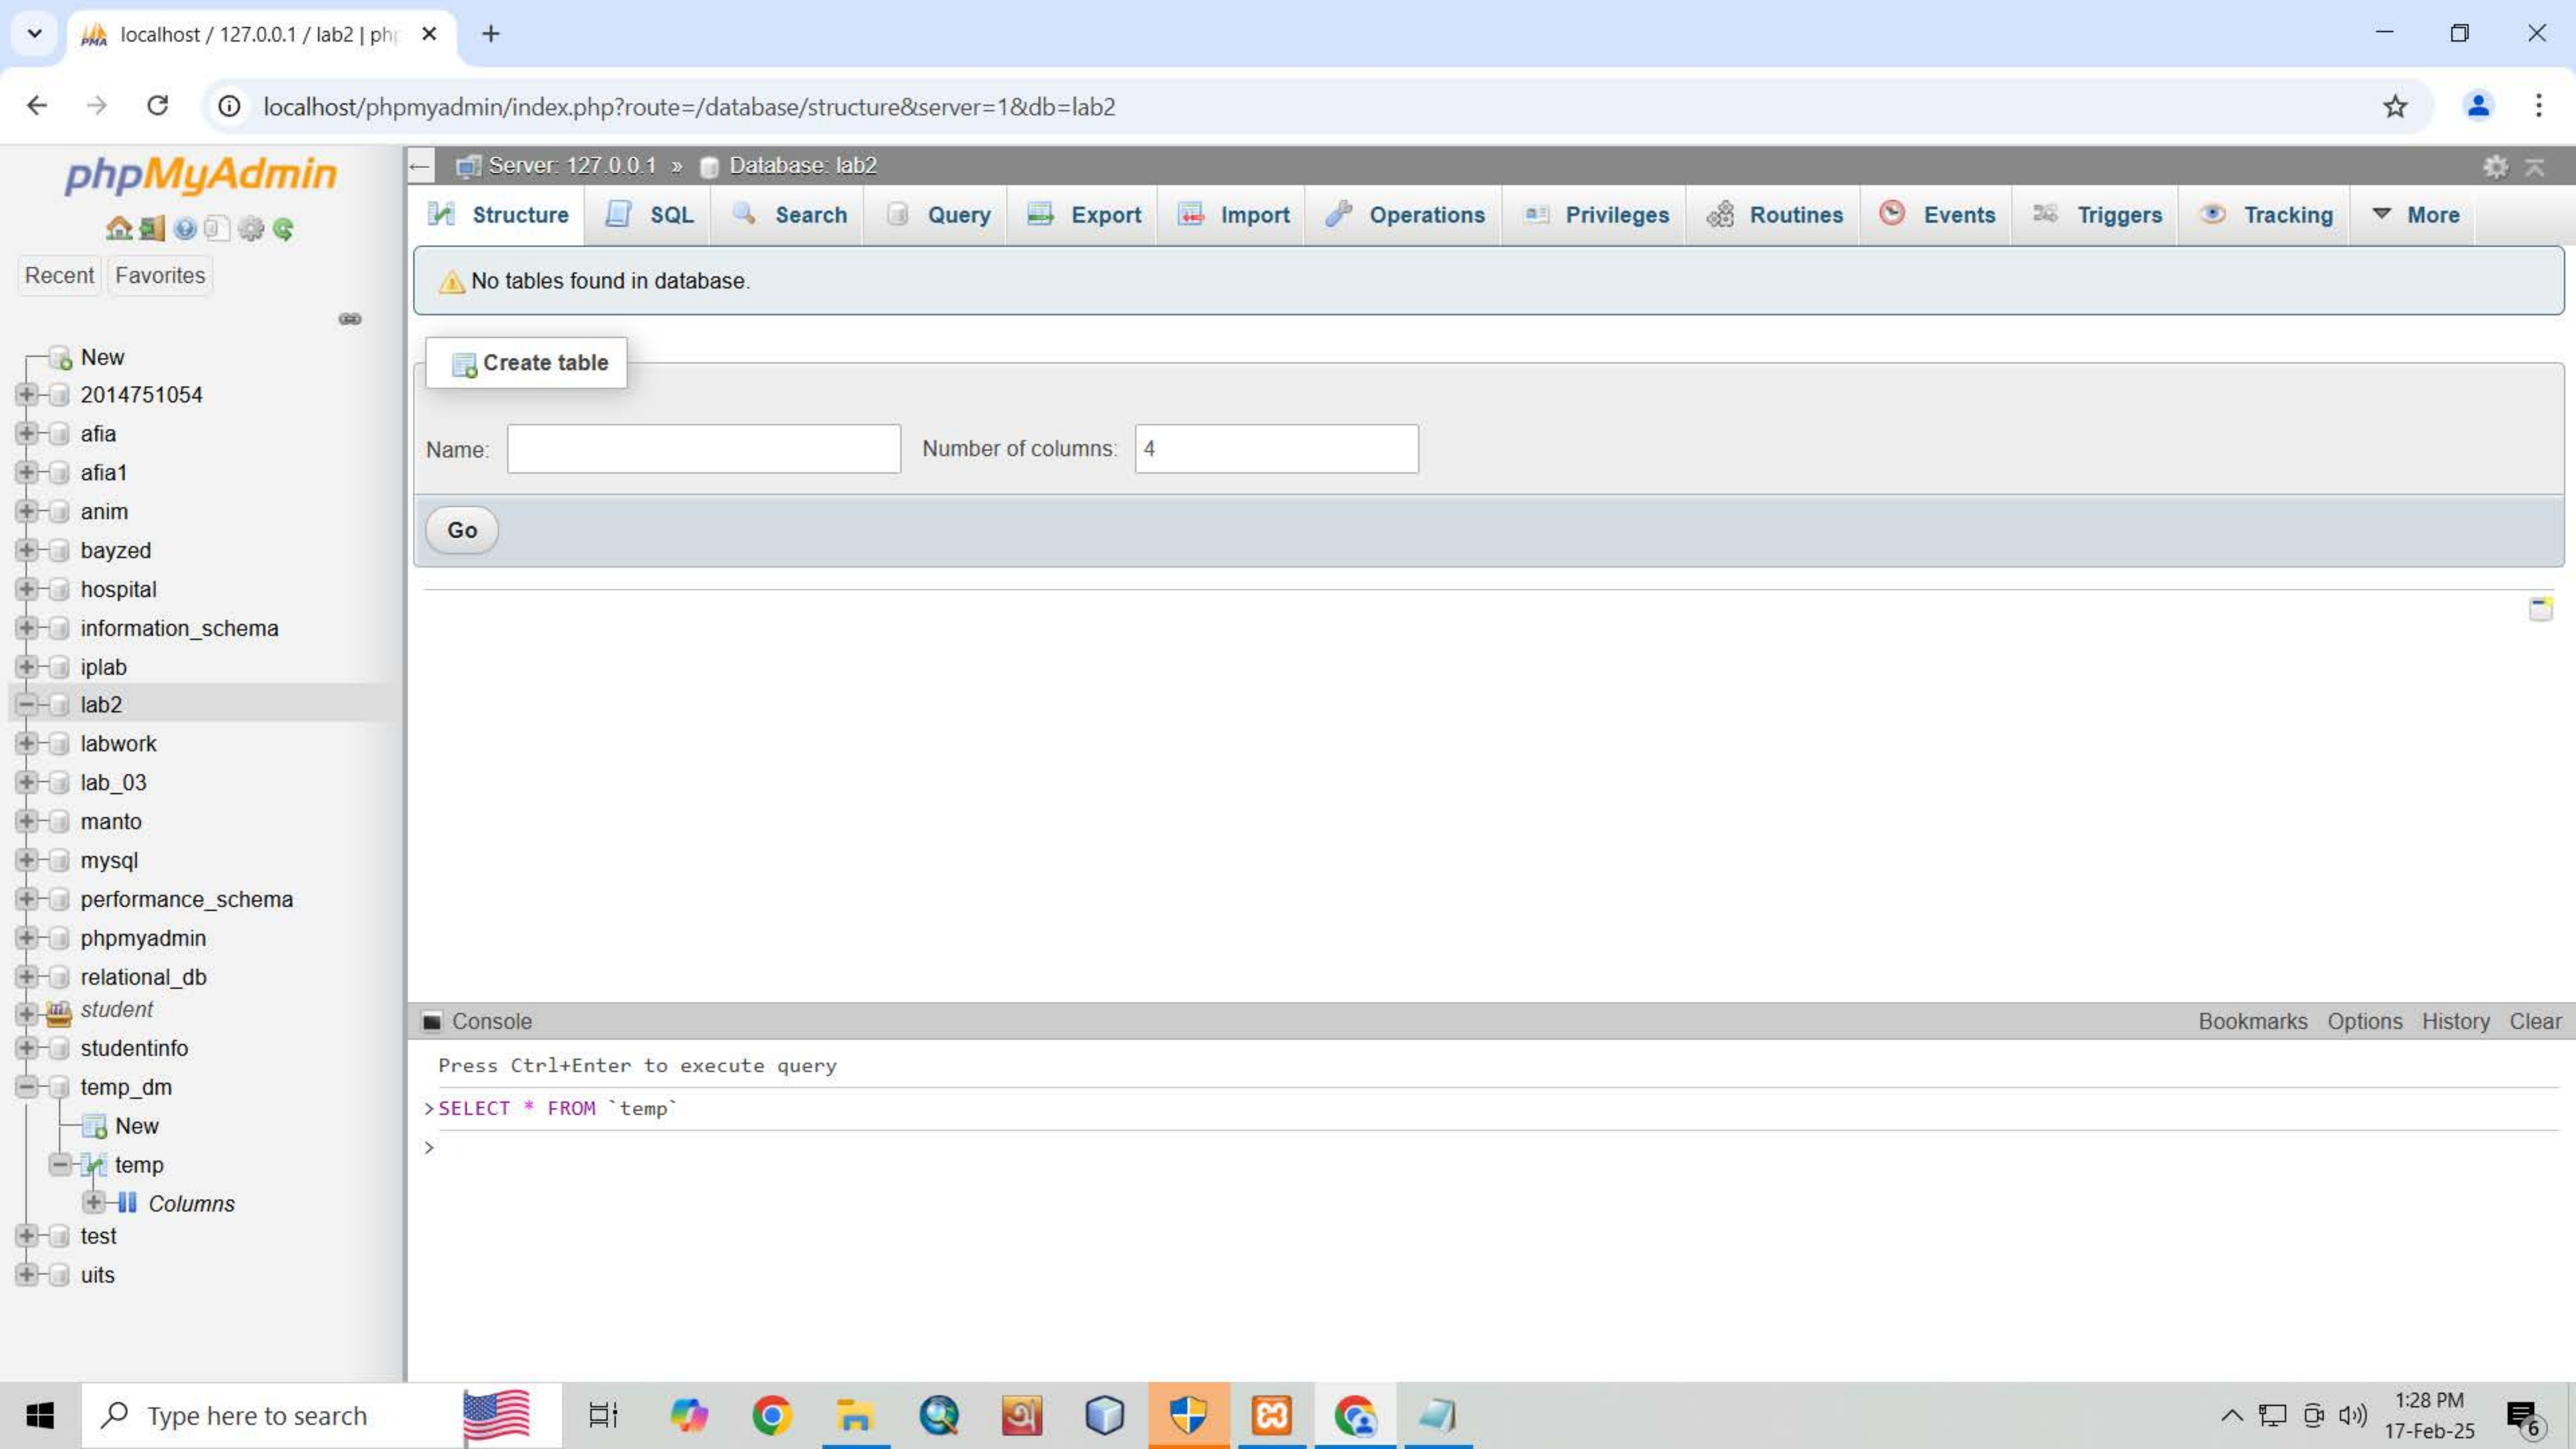 localhost / 127.0.0.1 / lab2 | ph
localhost/phpmyadmin/index.php?route=/database/structure&server=1&db=lab2
phpMyAdmin
Recent Favorites
New
2014751054
afia
afia1
anim
bayzed
hospital
information_schema
iplab
lab2
labwork
lab_03
manto
mysql
performance_schema
phpmyadmin
relational_db
student
studentinfo
temp_dm
New
temp
Columns
test
uits
Server: 127.0.0.1 » Database: lab2
Structure SQL Search Query Export Import Operations Privileges Routines Events Triggers Tracking More
No tables found in database.
Create table
Name: Number of columns: 4
Go
Console Bookmarks Options History Clear
Press Ctrl+Enter to execute query
>SELECT * FROM `temp`
>
Type here to search
1:28 PM
17-Feb-25
6